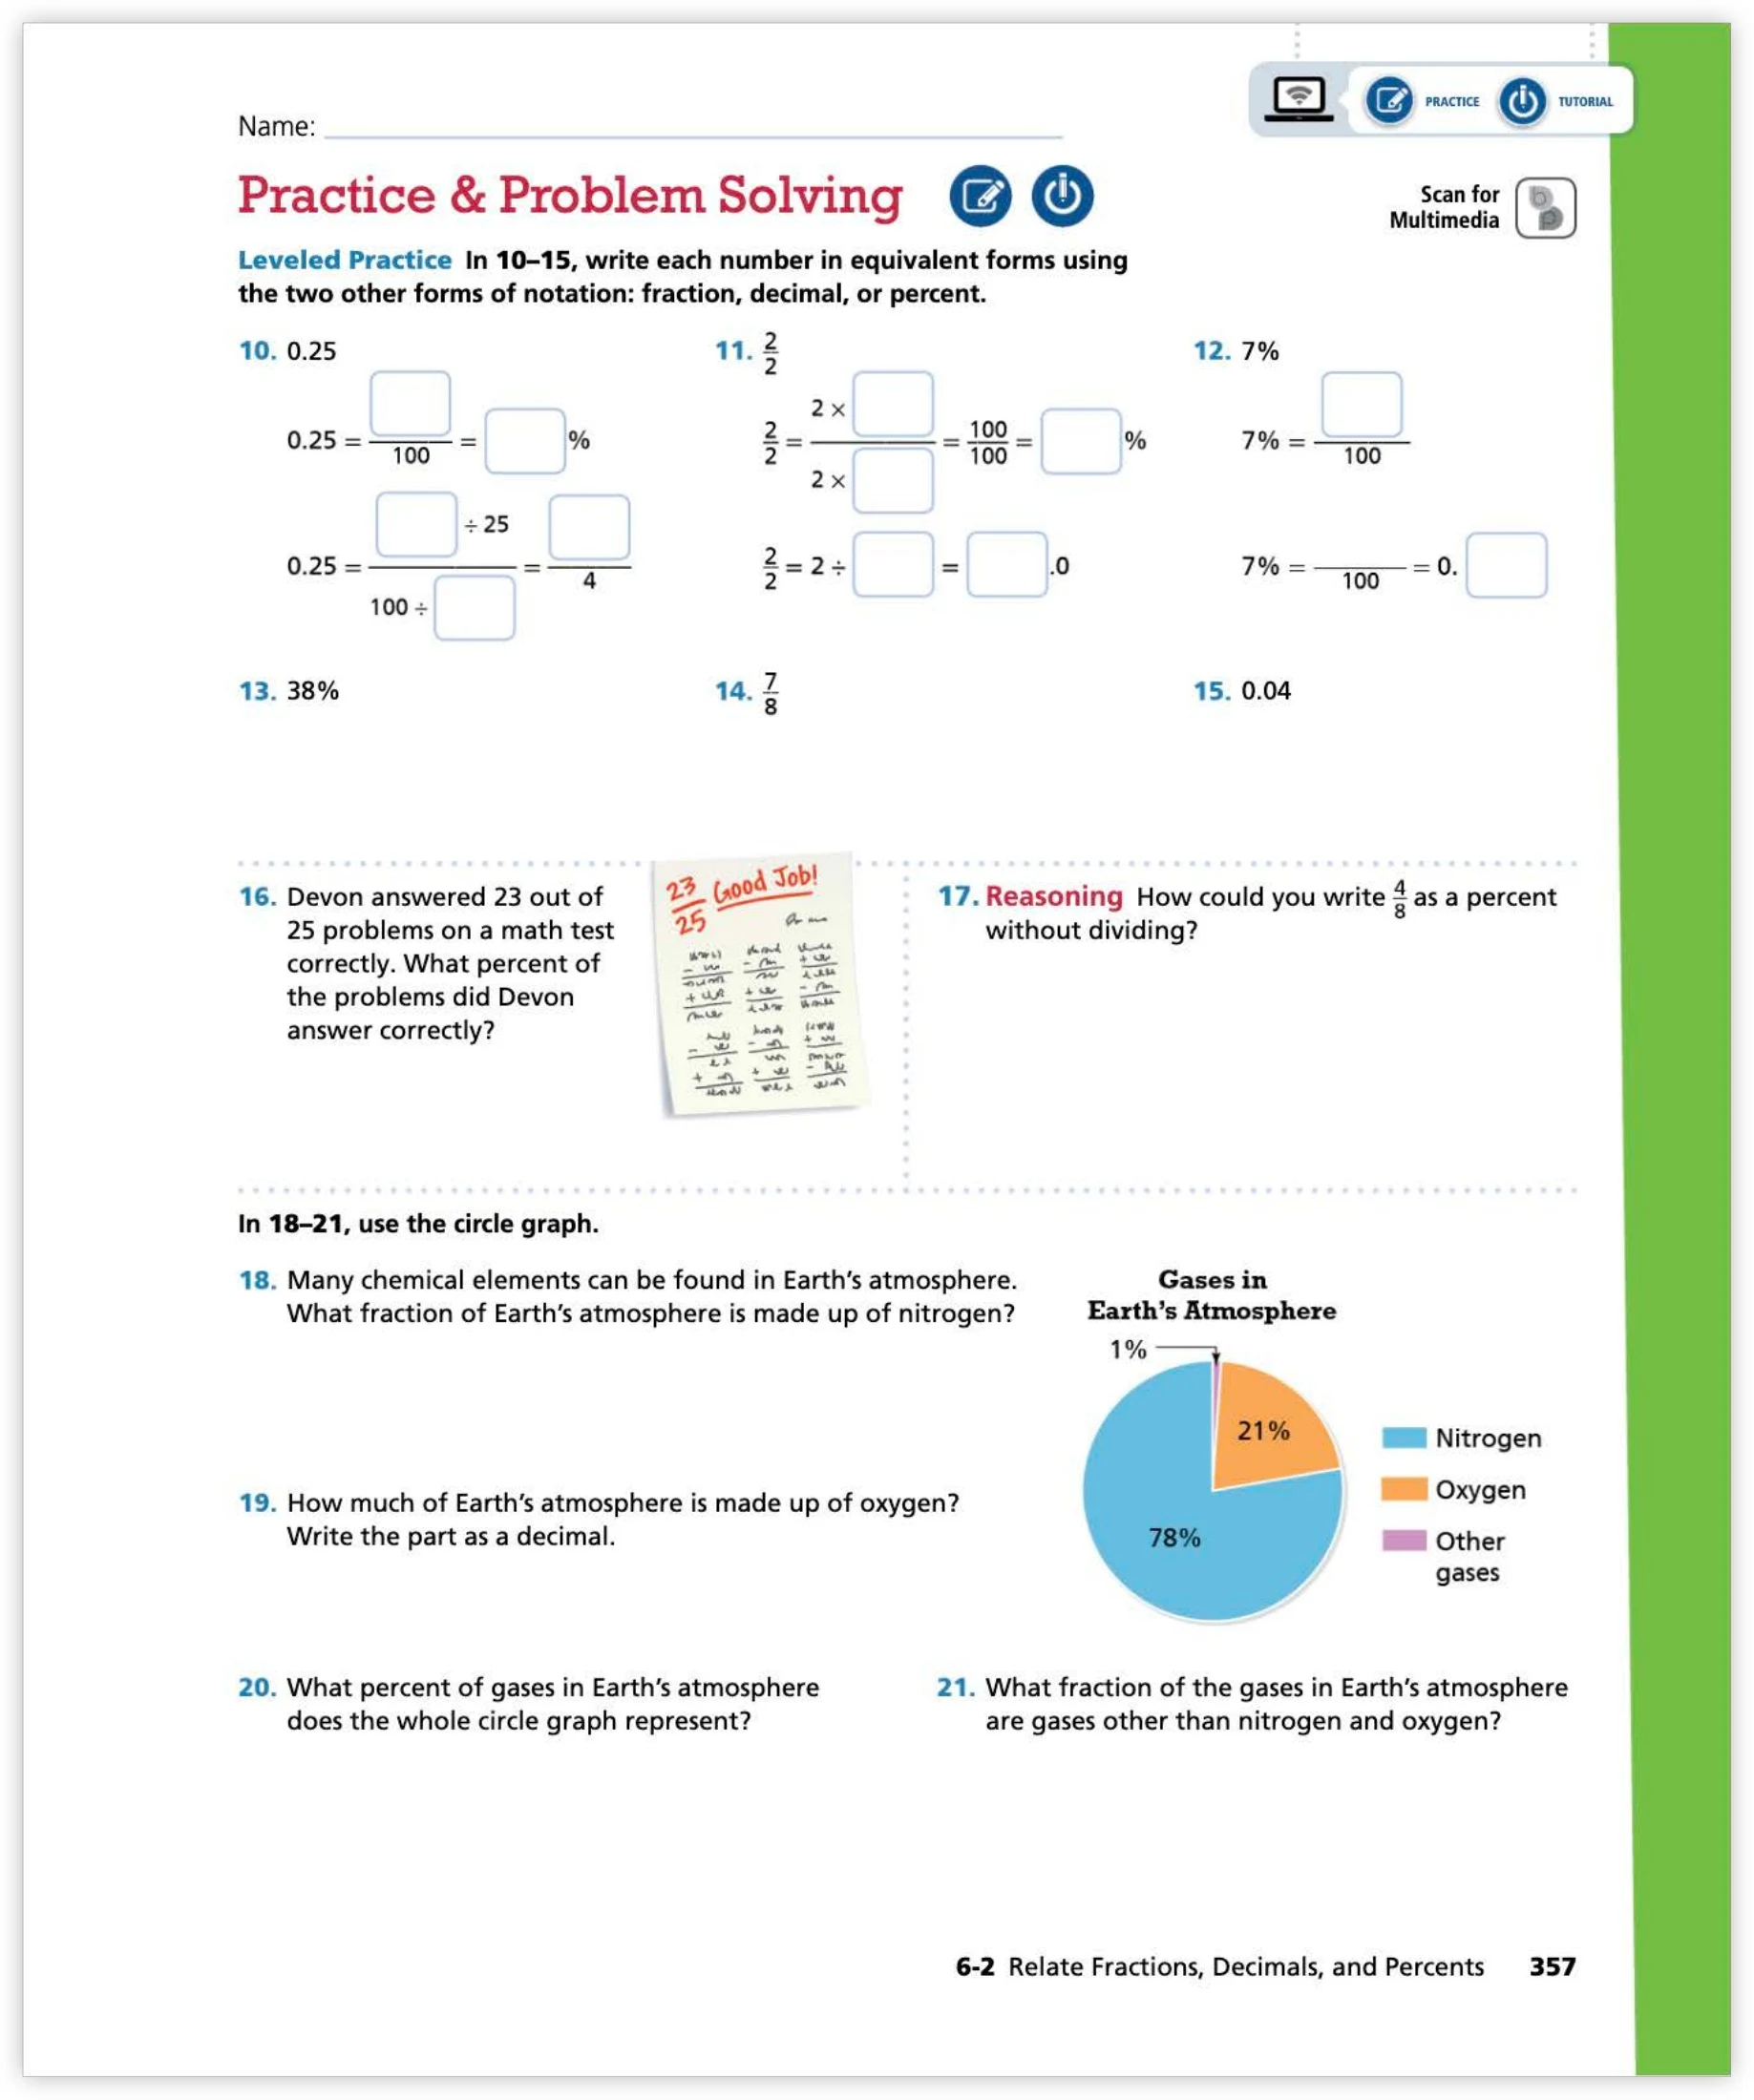 PRACTICE TUTORIAL
Name:
Practice & Problem Solving
Scan for
Multimedia
Leveled Practice In 10–15, write each number in equivalent forms using
the two other forms of notation: fraction, decimal, or percent.
10. 0.25
0.25 = /100 = %
0.25 = ÷ 25 / 100 ÷ = /4
11. 2/2
2/2 = 2 × / 2 × = 100/100 = %
2/2 = 2 ÷ = .0
12. 7%
7% = /100
7% = /100 = 0.
13. 38%
14. 7/8
15. 0.04
16. Devon answered 23 out of
25 problems on a math test
correctly. What percent of
the problems did Devon
answer correctly?
23/25 Good Job!
17. Reasoning How could you write 4/8 as a percent
without dividing?
In 18–21, use the circle graph.
18. Many chemical elements can be found in Earth’s atmosphere.
What fraction of Earth’s atmosphere is made up of nitrogen?
Gases in
Earth’s Atmosphere
1%
21%
78%
Nitrogen
Oxygen
Other
gases
19. How much of Earth’s atmosphere is made up of oxygen?
Write the part as a decimal.
20. What percent of gases in Earth’s atmosphere
does the whole circle graph represent?
21. What fraction of the gases in Earth’s atmosphere
are gases other than nitrogen and oxygen?
6-2 Relate Fractions, Decimals, and Percents 357